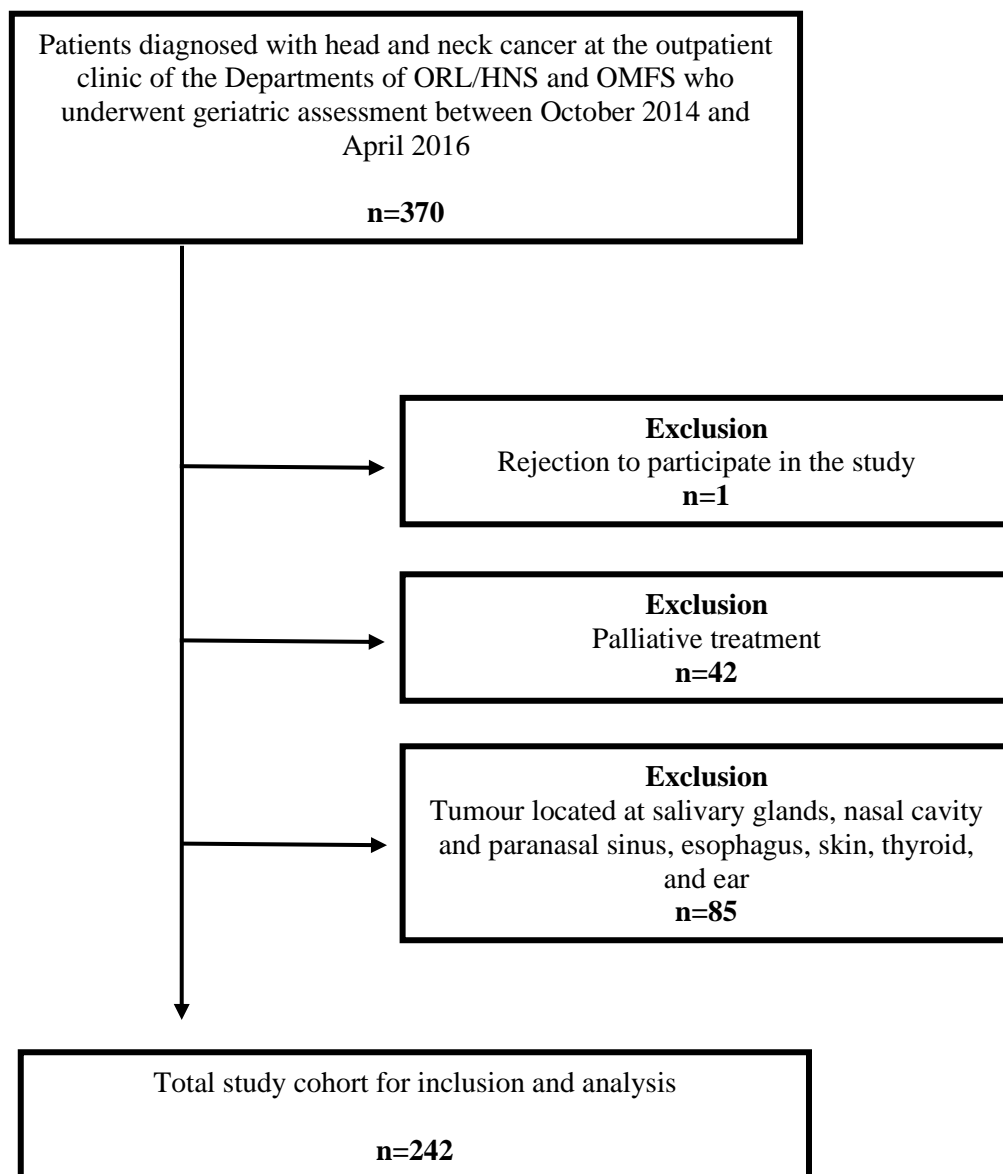 Patients diagnosed with head and neck cancer at the outpatient
clinic of the Departments of ORL/HNS and OMFS who
underwent geriatric assessment between October 2014 and
April 2016
n=370
Exclusion
Rejection to participate in the study
n=1
Exclusion
Palliative treatment
n=42
Exclusion
Tumour located at salivary glands, nasal cavity
and paranasal sinus, esophagus, skin, thyroid,
and ear
n=85
Total study cohort for inclusion and analysis
n=242